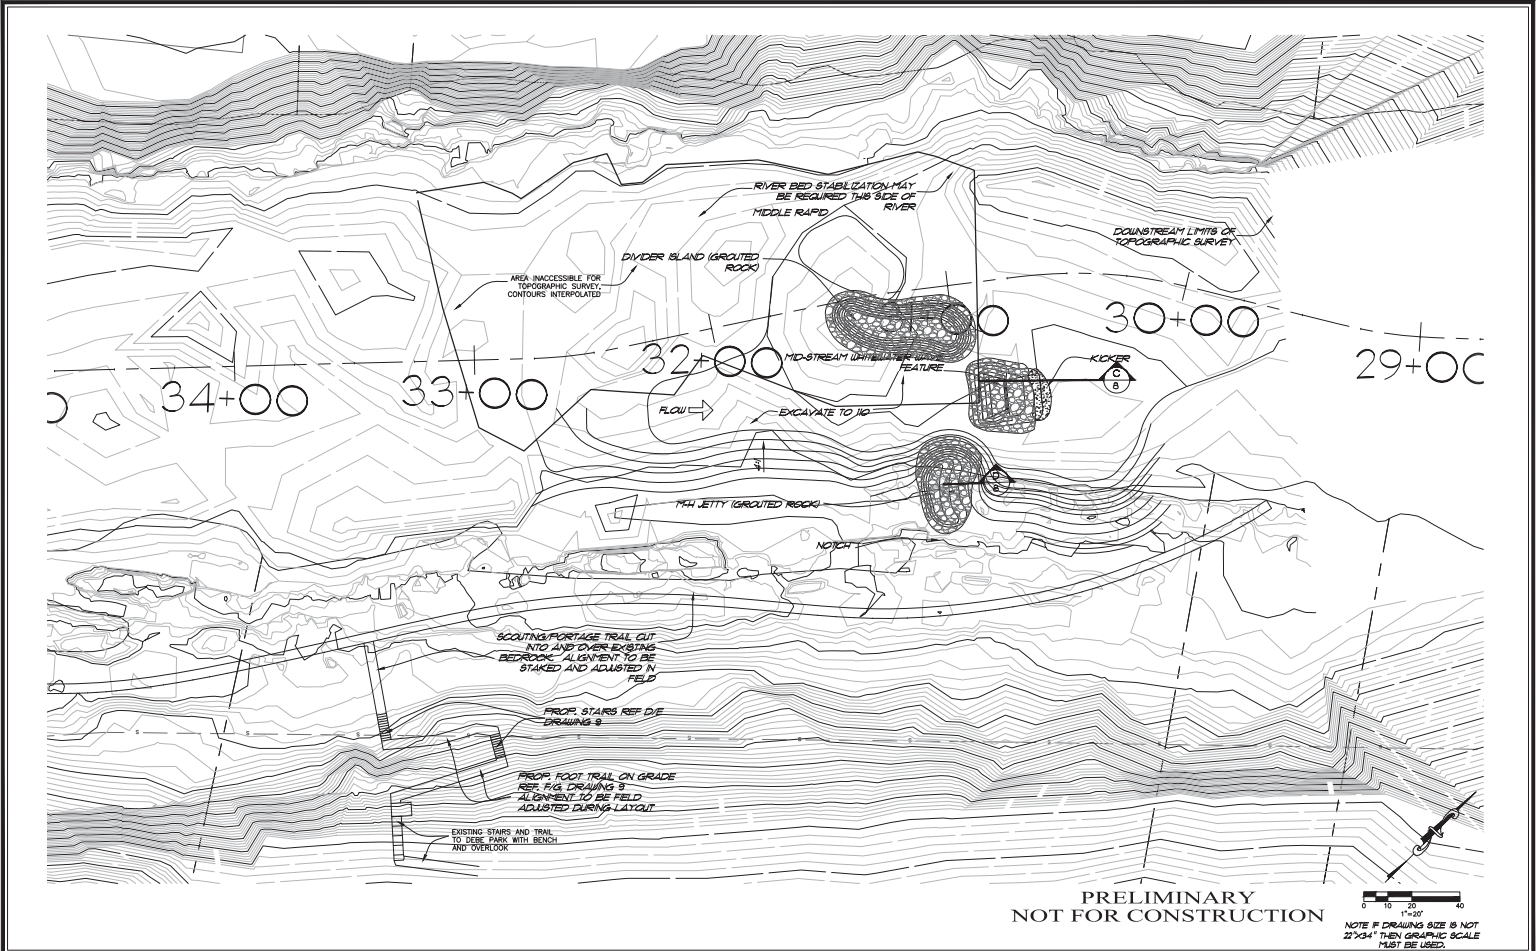 RIVER BED STABILIZATION MAY
BE REQUIRED THIS SIDE OF
RIVER
MIDDLE RAPID
DOWNSTREAM LIMITS OF
TOPOGRAPHIC SURVEY
DIVIDER ISLAND (GROUTED
ROCK)
AREA INACCESSIBLE FOR
TOPOGRAPHIC SURVEY,
CONTOURS INTERPOLATED
30+00
32+00
MID-STREAM WHITEWATER WAVE
FEATURE
KICKER
C
8
29+00
34+00
33+00
FLOW
EXCAVATE TO 110
4:1
D
8
M-H JETTY (GROUTED ROCK)
NOTCH
SCOUTING/PORTAGE TRAIL CUT
INTO AND OVER EXISTING
BEDROCK. ALIGNMENT TO BE
STAKED AND ADJUSTED IN
FIELD
PROP. STAIRS REF D/E
DRAWING 9
S S S S S S S S S S S S
PROP. FOOT TRAIL ON GRADE
REF. F/G, DRAWING 9
ALIGNMENT TO BE FIELD
ADJUSTED DURING LAYOUT
EXISTING STAIRS AND TRAIL
TO DEBE PARK WITH BENCH
AND OVERLOOK
PRELIMINARY
NOT FOR CONSTRUCTION
0 10 20 40
1"=20'
NOTE IF DRAWING SIZE IS NOT
22"X34" THEN GRAPHIC SCALE
MUST BE USED.